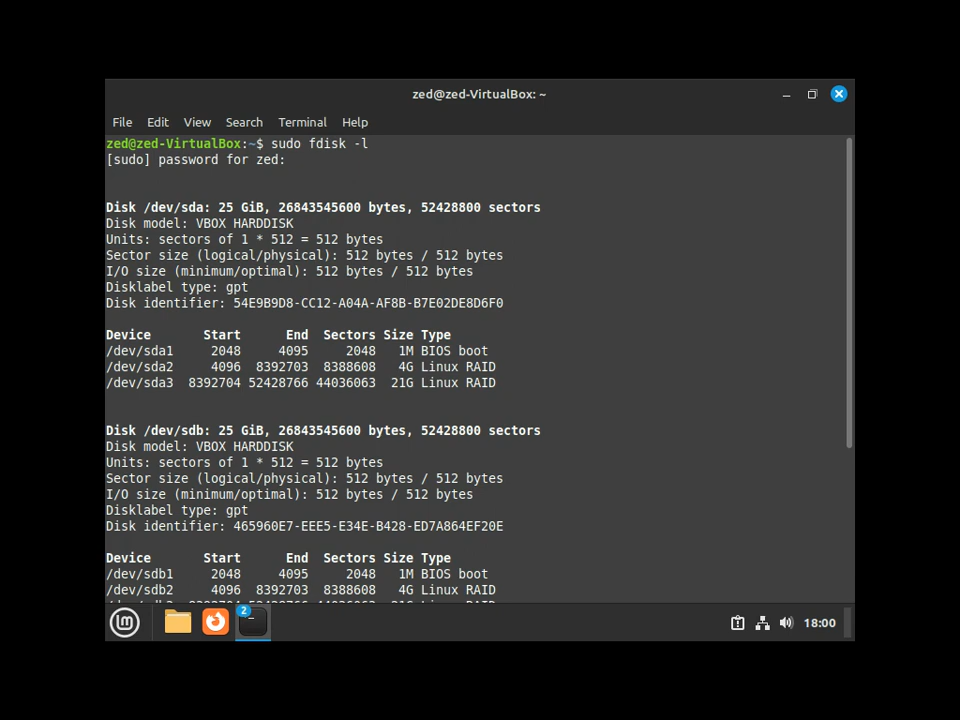 zed@zed-VirtualBox: ~
File Edit View Search Terminal Help
zed@zed-VirtualBox:~$ sudo fdisk -l
[sudo] password for zed:
Disk /dev/sda: 25 GiB, 26843545600 bytes, 52428800 sectors
Disk model: VBOX HARDDISK
Units: sectors of 1 * 512 = 512 bytes
Sector size (logical/physical): 512 bytes / 512 bytes
I/O size (minimum/optimal): 512 bytes / 512 bytes
Disklabel type: gpt
Disk identifier: 54E9B9D8-CC12-A04A-AF8B-B7E02DE8D6F0
Device Start End Sectors Size Type
/dev/sda1 2048 4095 2048 1M BIOS boot
/dev/sda2 4096 8392703 8388608 4G Linux RAID
/dev/sda3 8392704 52428766 44036063 21G Linux RAID
Disk /dev/sdb: 25 GiB, 26843545600 bytes, 52428800 sectors
Disk model: VBOX HARDDISK
Units: sectors of 1 * 512 = 512 bytes
Sector size (logical/physical): 512 bytes / 512 bytes
I/O size (minimum/optimal): 512 bytes / 512 bytes
Disklabel type: gpt
Disk identifier: 465960E7-EEE5-E34E-B428-ED7A864EF20E
Device Start End Sectors Size Type
/dev/sdb1 2048 4095 2048 1M BIOS boot
/dev/sdb2 4096 8392703 8388608 4G Linux RAID
2
18:00